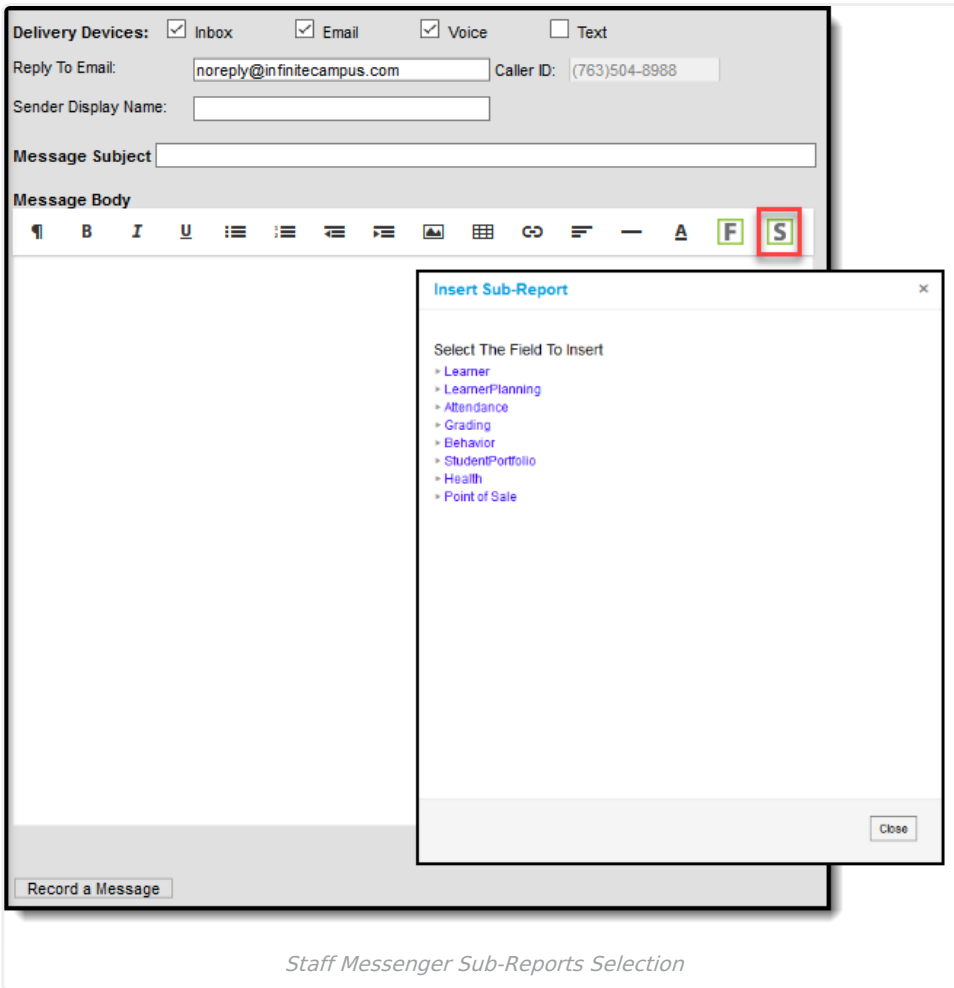 Delivery Devices: Inbox Email Voice Text
Reply To Email: noreply@infinitecampus.com Caller ID: (763)504-8988
Sender Display Name:
Message Subject
Message Body
¶ B I U A F S
Insert Sub-Report ×
Select The Field To Insert
Learner
LearnerPlanning
Attendance
Grading
Behavior
StudentPortfolio
Health
Point of Sale
Close
Record a Message
Staff Messenger Sub-Reports Selection